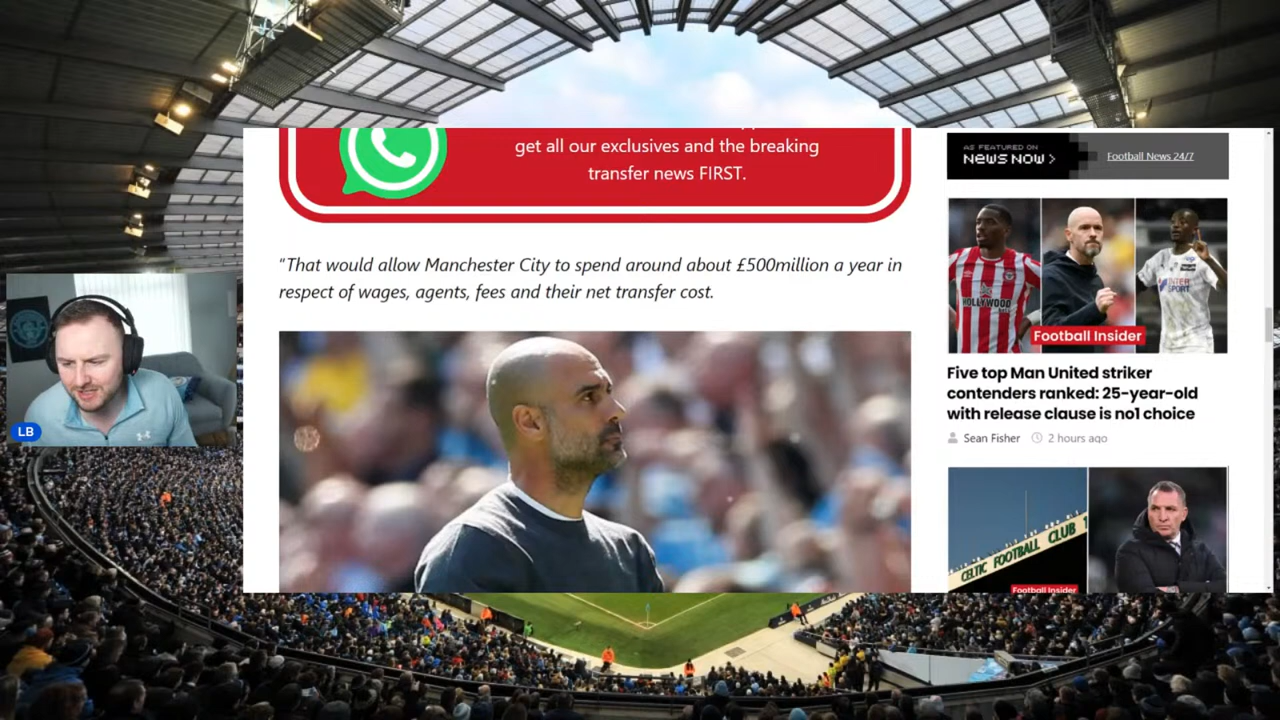 get all our exclusives and the breaking
transfer news FIRST.
AS FEATURED ON
NEWS NOW >
Football News 24/7
"That would allow Manchester City to spend around about £500million a year in
respect of wages, agents, fees and their net transfer cost.
HOLLYWOOD
Football Insider
Five top Man United striker
contenders ranked: 25-year-old
with release clause is no1 choice
Sean Fisher 2 hours ago
LB
CELTIC FOOTBALL CLUB
Football Insider